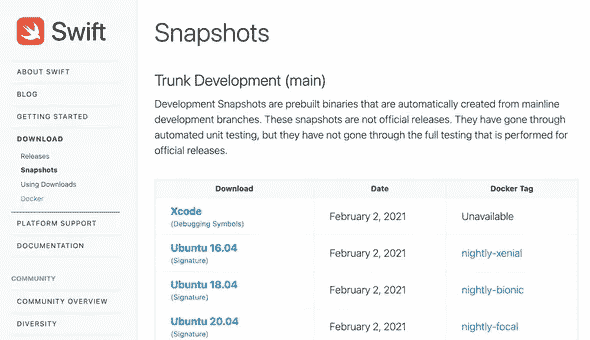 Swift
ABOUT SWIFT
BLOG
GETTING STARTED
DOWNLOAD
Releases
Snapshots
Using Downloads
Docker
PLATFORM SUPPORT
DOCUMENTATION
COMMUNITY
COMMUNITY OVERVIEW
DIVERSITY
Snapshots
Trunk Development (main)
Development Snapshots are prebuilt binaries that are automatically created from mainline
development branches. These snapshots are not official releases. They have gone through
automated unit testing, but they have not gone through the full testing that is performed for
official releases.
Download Date Docker Tag
Xcode February 2, 2021 Unavailable
(Debugging Symbols)
Ubuntu 16.04 February 2, 2021 nightly-xenial
(Signature)
Ubuntu 18.04 February 2, 2021 nightly-bionic
(Signature)
Ubuntu 20.04 February 2, 2021 nightly-focal
(Signature)